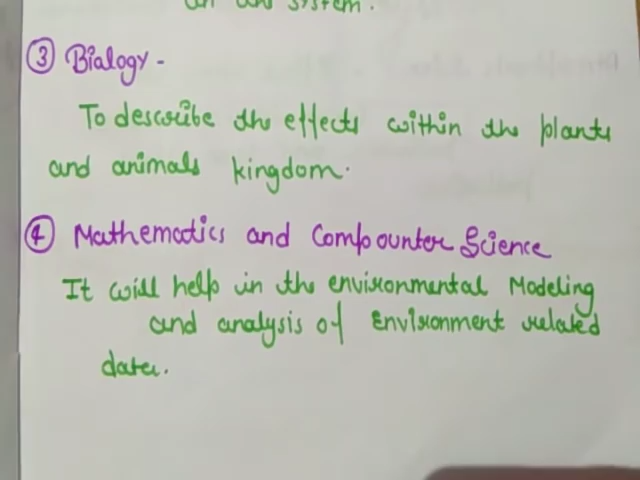 system.
③ Bialogy -
To describe the effects within the plants
and animals kingdom.
④ Mathematics and Compounter Science
It will help in the environmental Modeling
and analysis of Environment related
data.